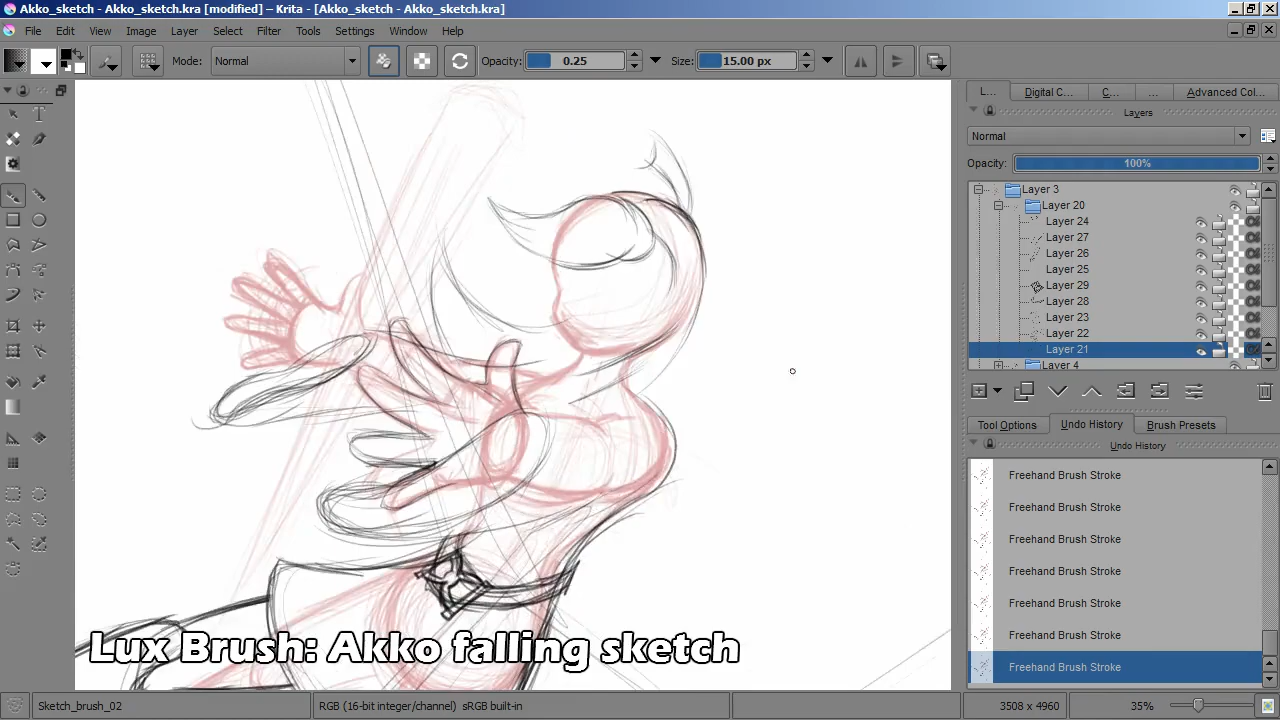 Akko_sketch - Akko_sketch.kra [modified] – Krita - [Akko_sketch - Akko_sketch.kra]
File Edit View Image Layer Select Filter Tools Settings Window Help
Mode: Normal Opacity: 0.25 Size: 15.00 px
L... Digital C... C... ... Advanced Col...
Layers
Normal
Opacity: 100%
Layer 3
Layer 20
Layer 24
Layer 27
Layer 26
Layer 25
Layer 29
Layer 28
Layer 23
Layer 22
Layer 21
Layer 4
Tool Options Undo History Brush Presets
Undo History
Freehand Brush Stroke
Freehand Brush Stroke
Freehand Brush Stroke
Freehand Brush Stroke
Freehand Brush Stroke
Freehand Brush Stroke
Freehand Brush Stroke
Lux Brush: Akko falling sketch
Sketch_brush_02 RGB (16-bit integer/channel) sRGB built-in 3508 x 4960 35%